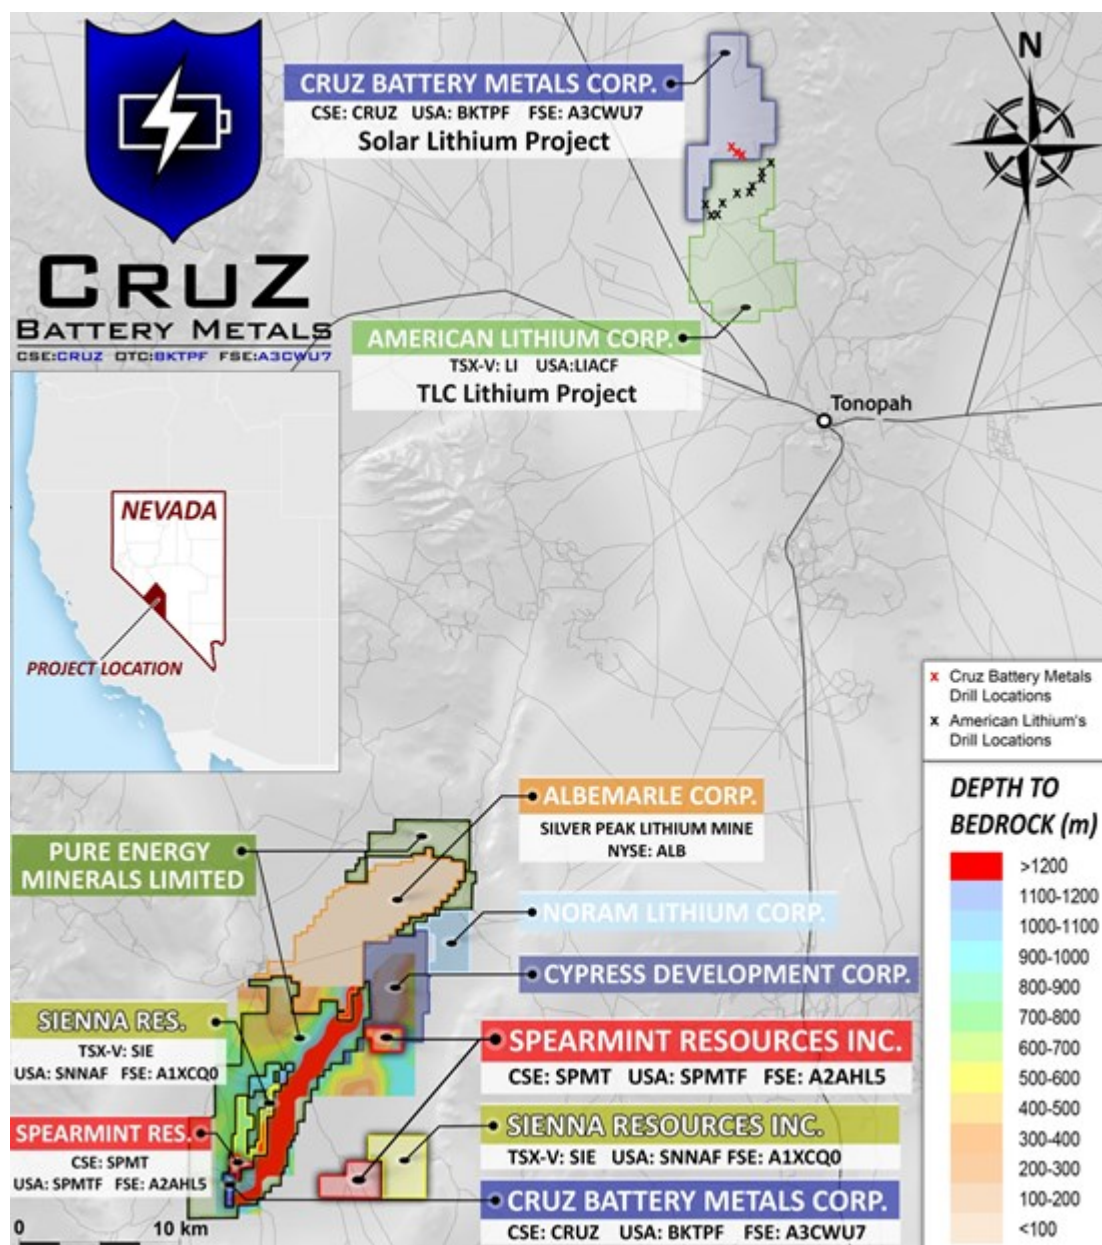 CRUZ
BATTERY METALS
CSE:CRUZ OTC:BKTPF FSE:A3CWU7
CRUZ BATTERY METALS CORP.
CSE: CRUZ USA: BKTPF FSE: A3CWU7
Solar Lithium Project
N
AMERICAN LITHIUM CORP.
TSX-V: LI USA:LIACF
TLC Lithium Project
Tonopah
NEVADA
PROJECT LOCATION
x Cruz Battery Metals
Drill Locations
x American Lithium's
Drill Locations
DEPTH TO
BEDROCK (m)
>1200
1100-1200
1000-1100
900-1000
800-900
700-800
600-700
500-600
400-500
300-400
200-300
100-200
<100
ALBEMARLE CORP.
SILVER PEAK LITHIUM MINE
NYSE: ALB
PURE ENERGY
MINERALS LIMITED
NORAM LITHIUM CORP.
CYPRESS DEVELOPMENT CORP.
SIENNA RES.
TSX-V: SIE
USA: SNNAF FSE: A1XCQ0
SPEARMINT RESOURCES INC.
CSE: SPMT USA: SPMTF FSE: A2AHL5
SPEARMINT RES.
CSE: SPMT
USA: SPMTF FSE: A2AHL5
SIENNA RESOURCES INC.
TSX-V: SIE USA: SNNAF FSE: A1XCQ0
CRUZ BATTERY METALS CORP.
CSE: CRUZ USA: BKTPF FSE: A3CWU7
0 10 km